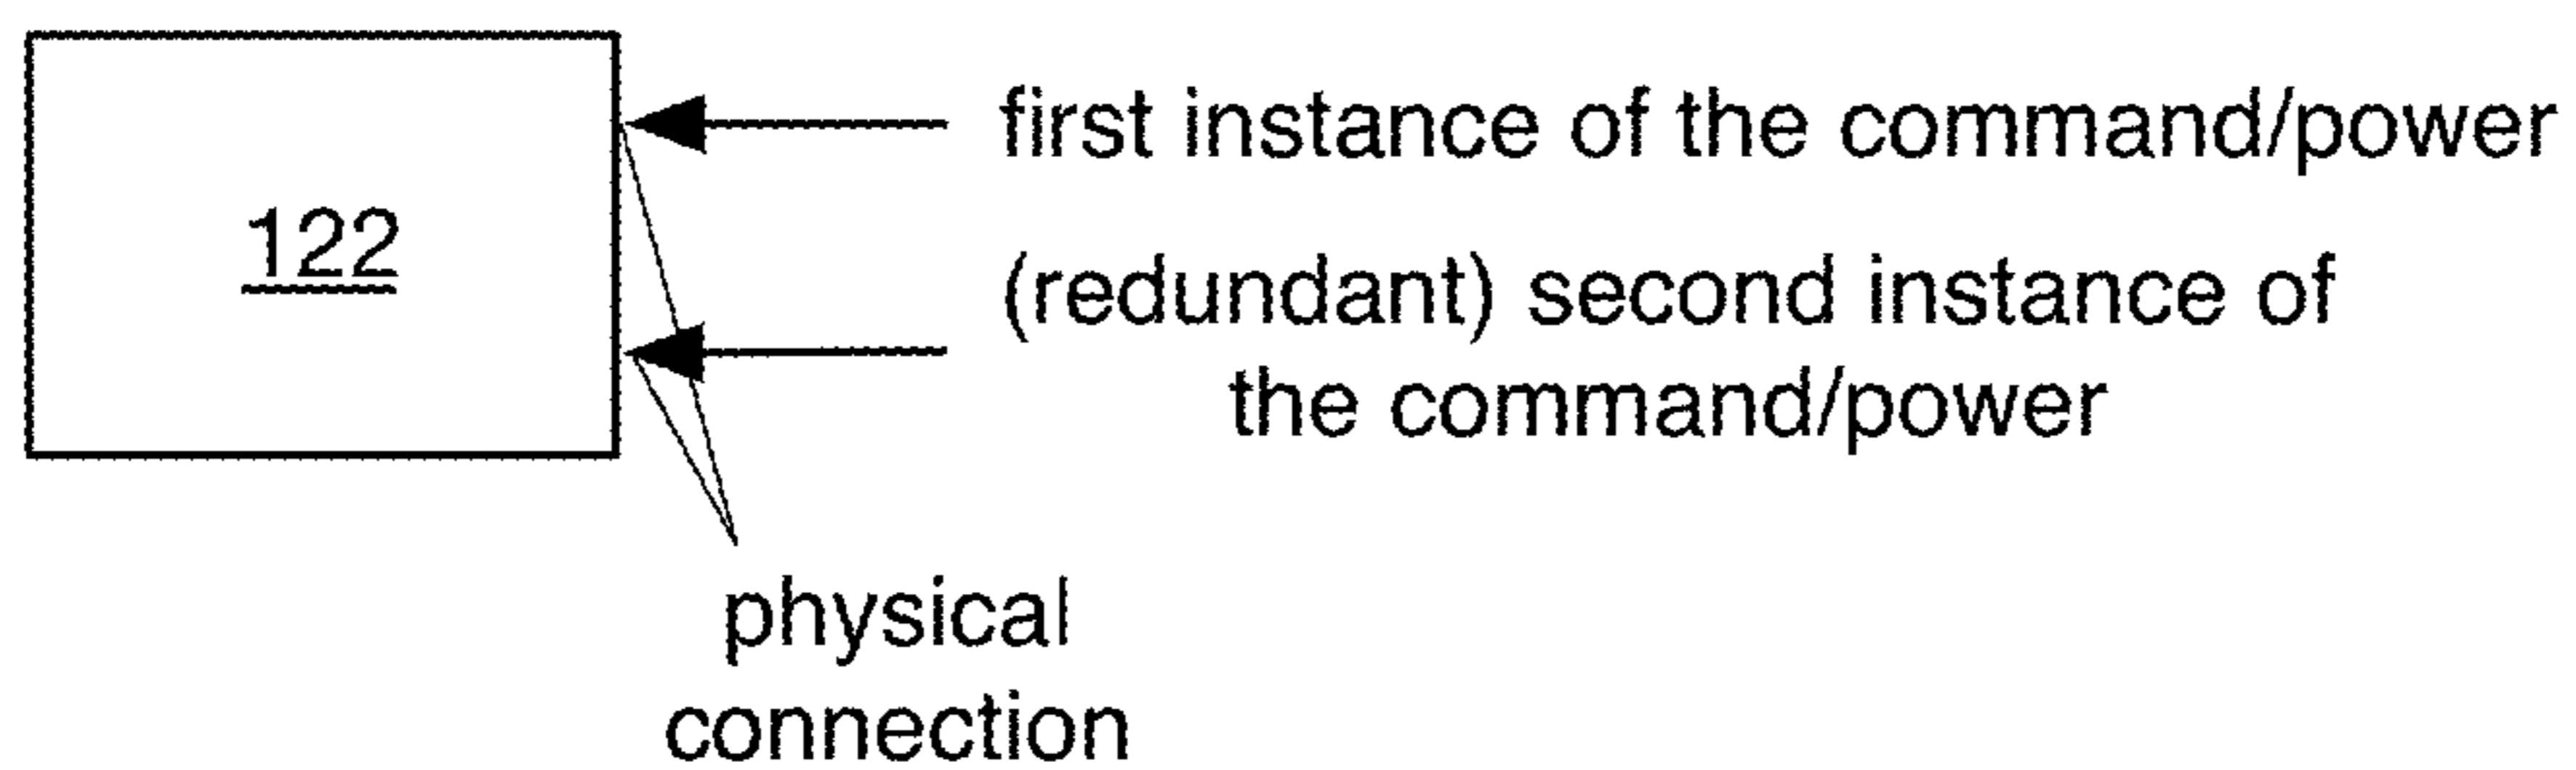 first instance of the command/power
122
(redundant) second instance of
the command/power
physical
connection